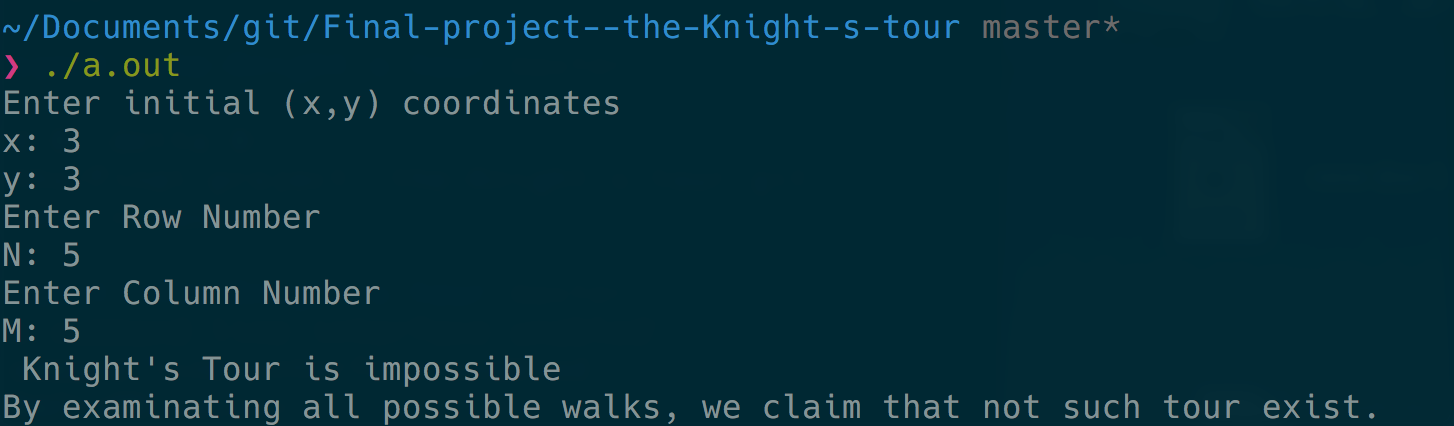 ~/Documents/git/Final-project--the-Knight-s-tour master*
❯ ./a.out
Enter initial (x,y) coordinates
x: 3
y: 3
Enter Row Number
N: 5
Enter Column Number
M: 5
 Knight's Tour is impossible
By examinating all possible walks, we claim that not such tour exist.